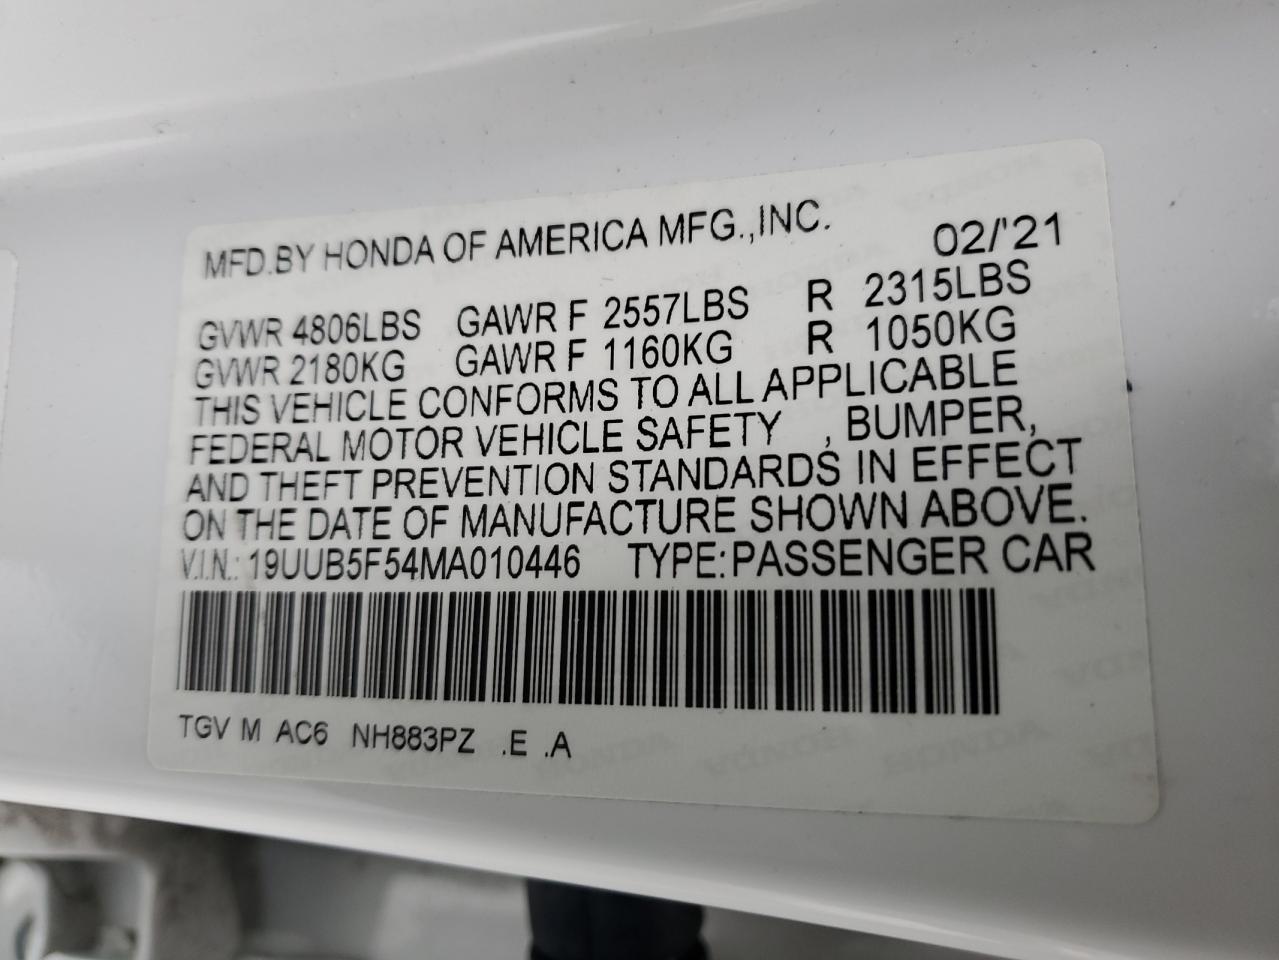 MFD.BY HONDA OF AMERICA MFG.,INC. 02/'21
GVWR 4806LBS GAWR F 2557LBS R 2315LBS
GVWR 2180KG GAWR F 1160KG R 1050KG
THIS VEHICLE CONFORMS TO ALL APPLICABLE
FEDERAL MOTOR VEHICLE SAFETY , BUMPER,
AND THEFT PREVENTION STANDARDS IN EFFECT
ON THE DATE OF MANUFACTURE SHOWN ABOVE.
V.I.N.: 19UUB5F54MA010446 TYPE:PASSENGER CAR
TGV M AC6 NH883PZ .E .A